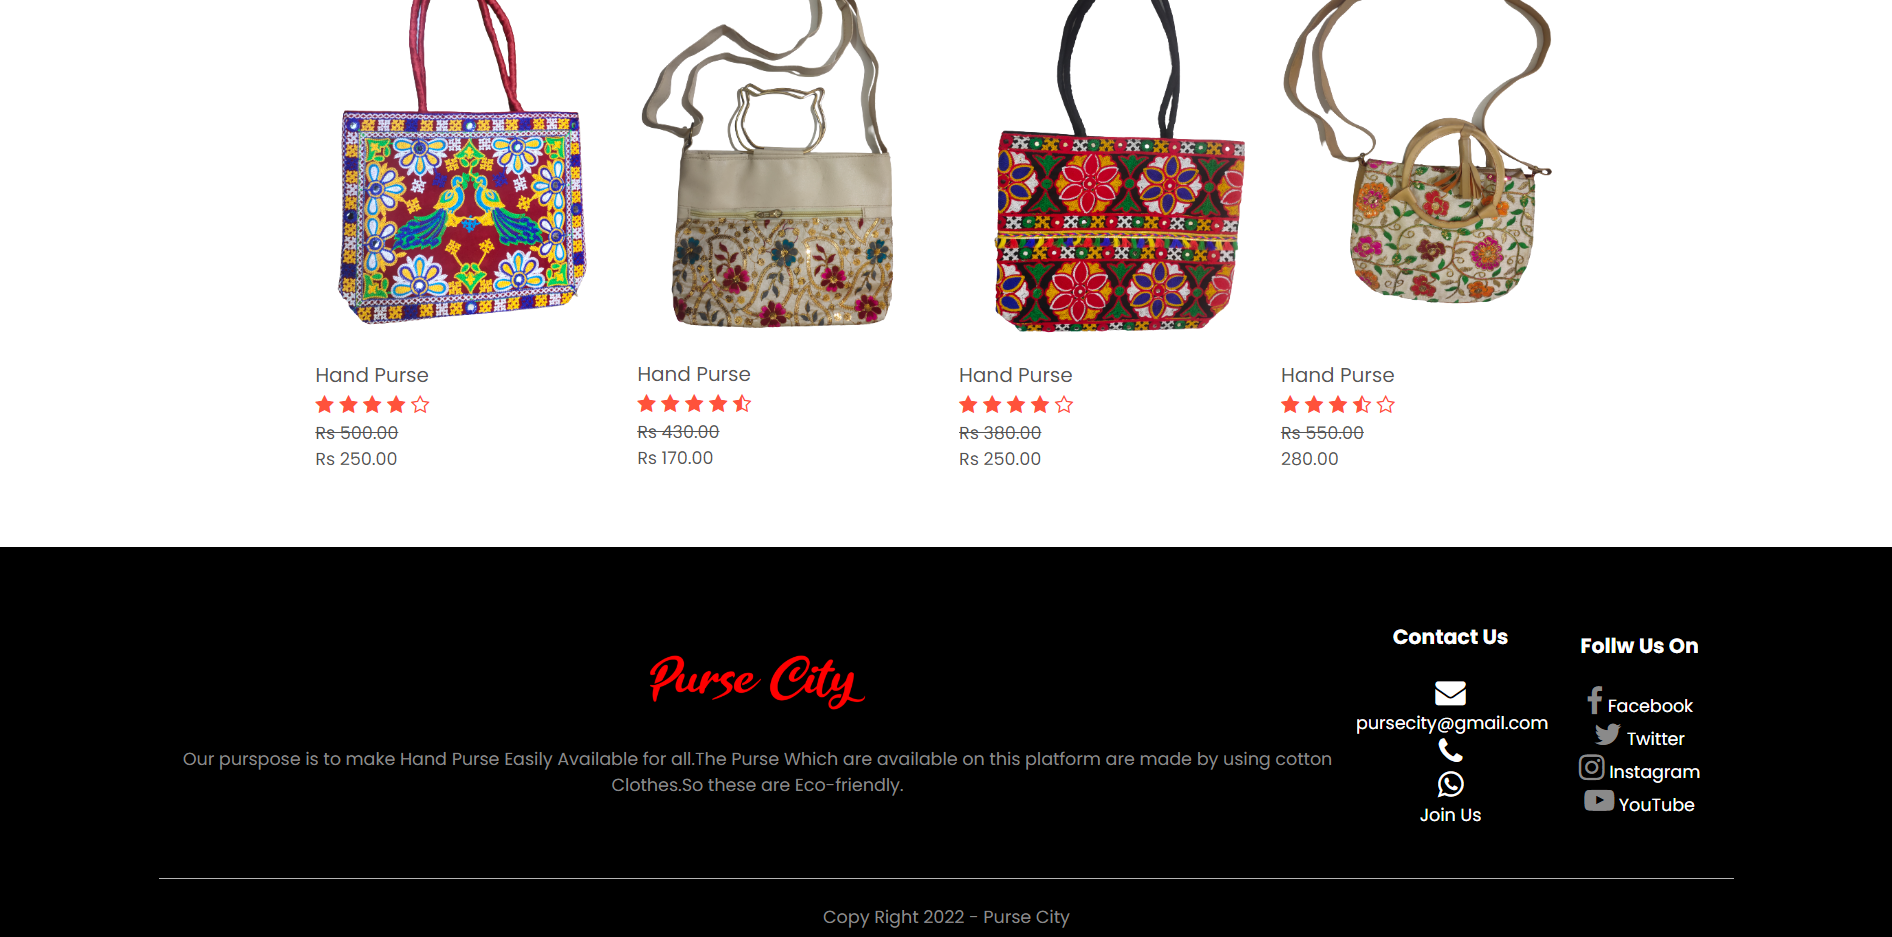 Hand Purse
Rs 500.00
Rs 250.00
Hand Purse
Rs 430.00
Rs 170.00
Hand Purse
Rs 380.00
Rs 250.00
Hand Purse
Rs 550.00
280.00
Purse City
Our purspose is to make Hand Purse Easily Available for all.The Purse Which are available on this platform are made by using cotton
Clothes.So these are Eco-friendly.
Contact Us
pursecity@gmail.com
Join Us
Follw Us On
Facebook
Twitter
Instagram
YouTube
Copy Right 2022 - Purse City